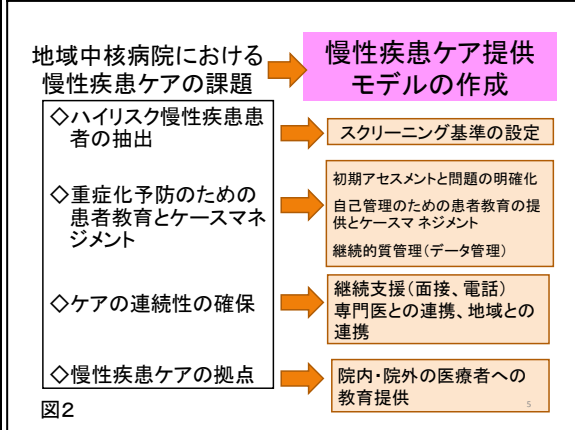 地域中核病院における
慢性疾患ケアの課題
慢性疾患ケア提供
モデルの作成
◇ハイリスク慢性疾患患
者の抽出
スクリーニング基準の設定
◇重症化予防のための
患者教育とケースマネ
ジメント
初期アセスメントと問題の明確化
自己管理のための患者教育の提
供とケースマネジメント
継続的質管理(データ管理)
◇ケアの連続性の確保
継続支援(面接、電話)
専門医との連携、地域との
連携
◇慢性疾患ケアの拠点
院内・院外の医療者への
教育提供
5
図2